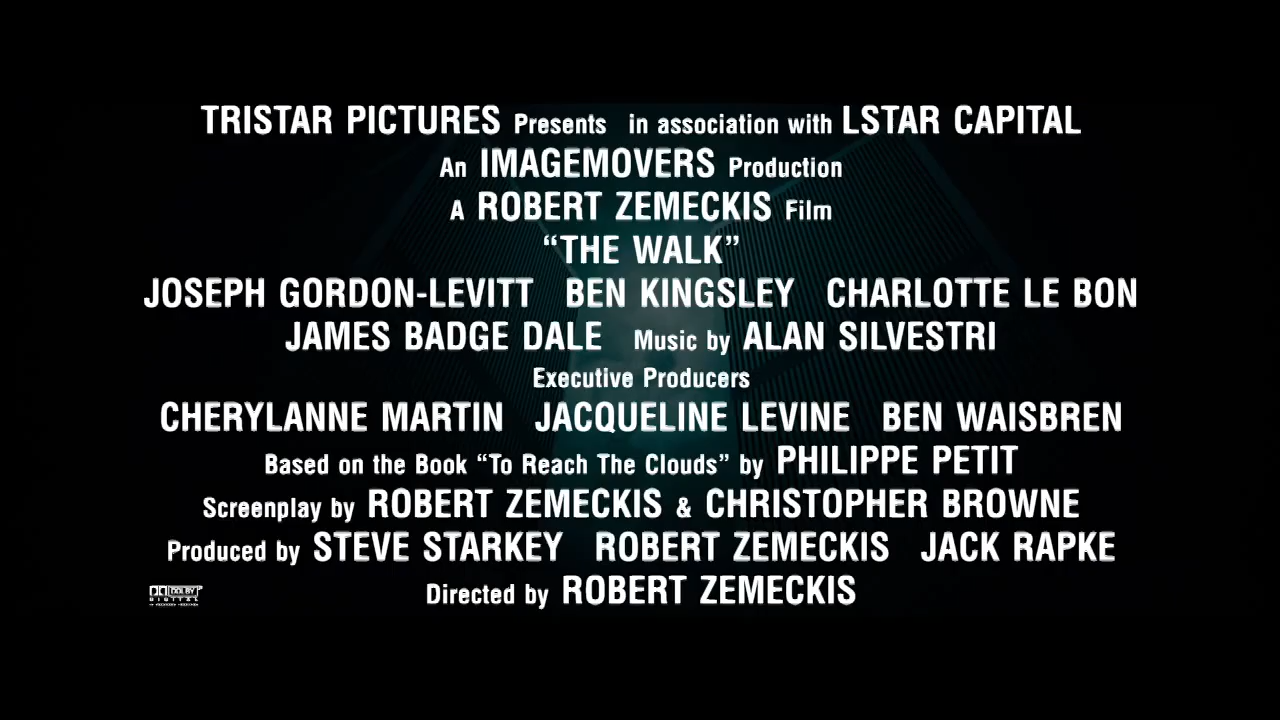 TRISTAR PICTURES Presents in association with LSTAR CAPITAL
An IMAGEMOVERS Production
A ROBERT ZEMECKIS Film
“THE WALK”
JOSEPH GORDON-LEVITT BEN KINGSLEY CHARLOTTE LE BON
JAMES BADGE DALE Music by ALAN SILVESTRI
Executive Producers
CHERYLANNE MARTIN JACQUELINE LEVINE BEN WAISBREN
Based on the Book “To Reach The Clouds” by PHILIPPE PETIT
Screenplay by ROBERT ZEMECKIS & CHRISTOPHER BROWNE
Produced by STEVE STARKEY ROBERT ZEMECKIS JACK RAPKE
Directed by ROBERT ZEMECKIS
DOLBY
DIGITAL